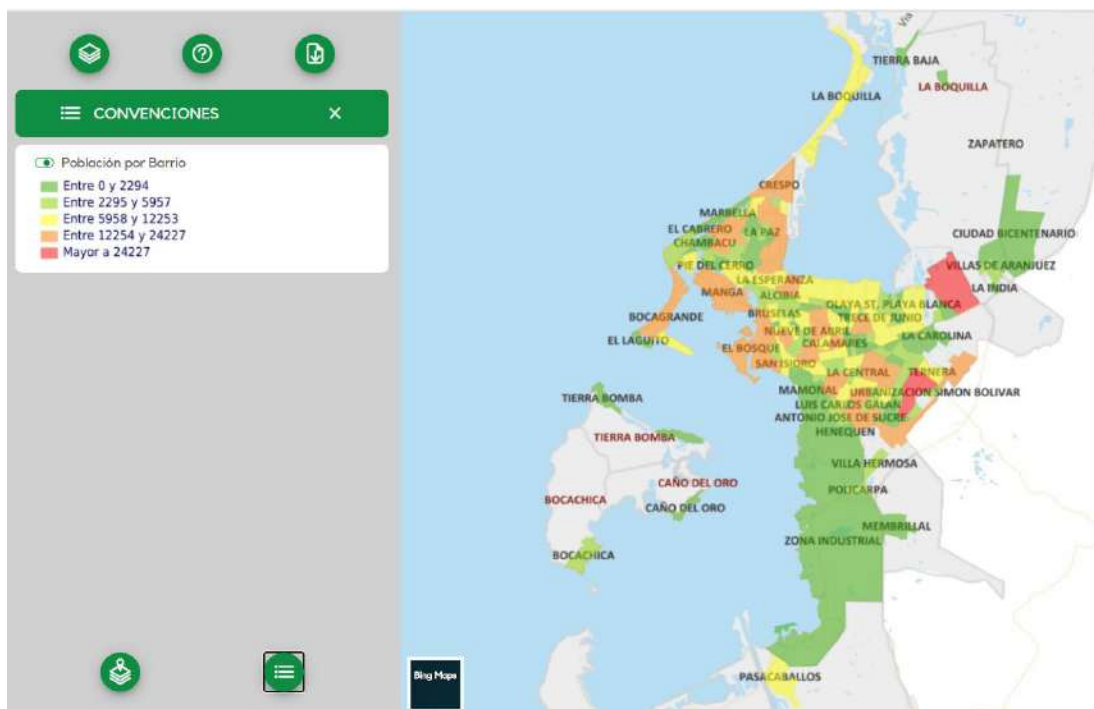 CONVENCIONES
Población por Barrio
Entre 0 y 2294
Entre 2295 y 5957
Entre 5958 y 12253
Entre 12254 y 24227
Mayor a 24227
Via
TIERRA BAJA
LA BOQUILLA
LA BOQUILLA
ZAPATERO
CRESPO
MARBELLA
EL CABRERO
LA PAZ
CHAMBACU
CIUDAD BICENTENARIO
PIE DEL CERRO
VILLAS DE ARANJUEZ
LA ESPERANZA
LA INDIA
MANGA
ALCIBIA
OLAYA ST. PLAYA BLANCA
BOCAGRANDE
BRUSELAS
TRECE DE JUNIO
EL LAGUITO
NUEVE DE ABRIL
LA CAROLINA
EL BOSQUE
CALAMARES
SAN ISIDRO
LA CENTRAL
TERNERA
TIERRA BOMBA
MAMONAL
URBANIZACION SIMON BOLIVAR
LUIS CARLOS GALAN
ANTONIO JOSE DE SUCRE
TIERRA BOMBA
HENEQUEN
VILLA HERMOSA
CAÑO DEL ORO
BOCACHICA
POLICARPA
CAÑO DEL ORO
MEMBRILLAL
ZONA INDUSTRIAL
BOCACHICA
Bing Maps
PASACABALLOS